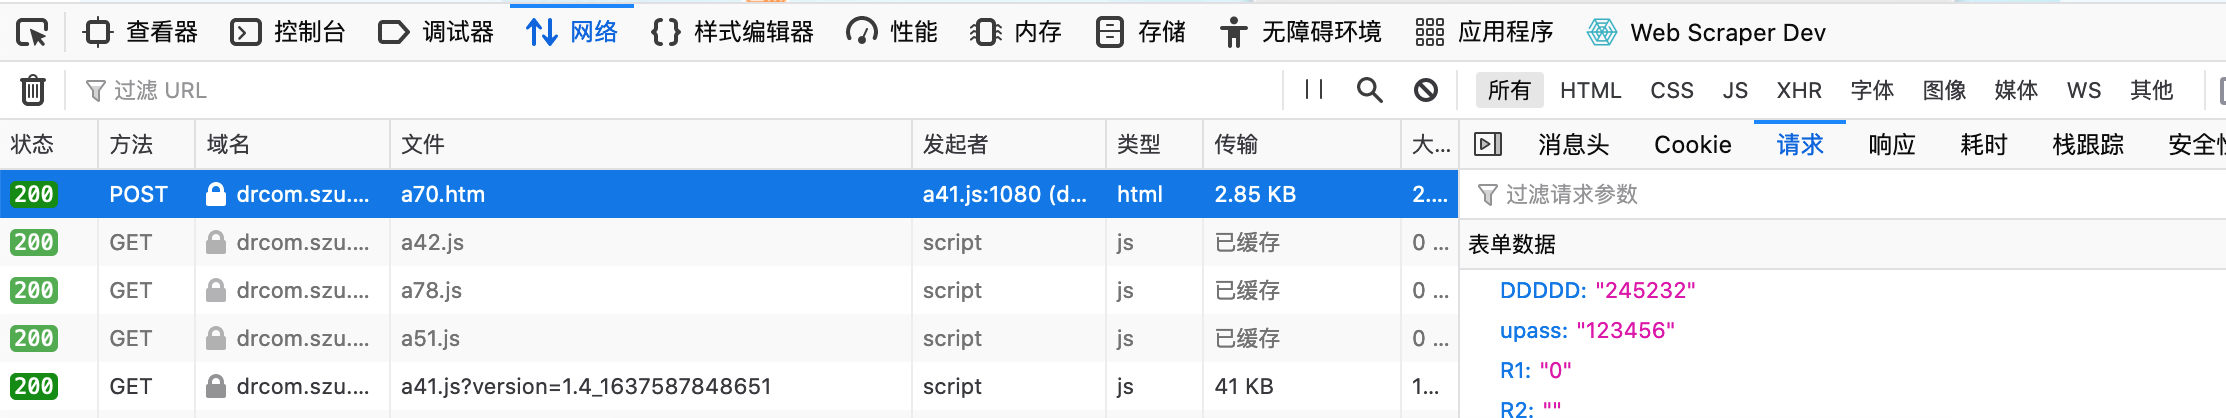 查看器 控制台 调试器 网络 样式编辑器 性能 内存 存储 无障碍环境 应用程序 Web Scraper Dev
过滤 URL 所有 HTML CSS JS XHR 字体 图像 媒体 WS 其他
状态 方法 域名 文件 发起者 类型 传输 大... 消息头 Cookie 请求 响应 耗时 栈跟踪 安全性
200 POST drcom.szu.... a70.htm a41.js:1080 (d... html 2.85 KB 2.... 过滤请求参数
200 GET drcom.szu.... a42.js script js 已缓存 0 ... 表单数据
200 GET drcom.szu.... a78.js script js 已缓存 0 ... DDDDD: "245232"
200 GET drcom.szu.... a51.js script js 已缓存 0 ... upass: "123456"
200 GET drcom.szu.... a41.js?version=1.4_1637587848651 script js 41 KB 1... R1: "0"
R2: ""